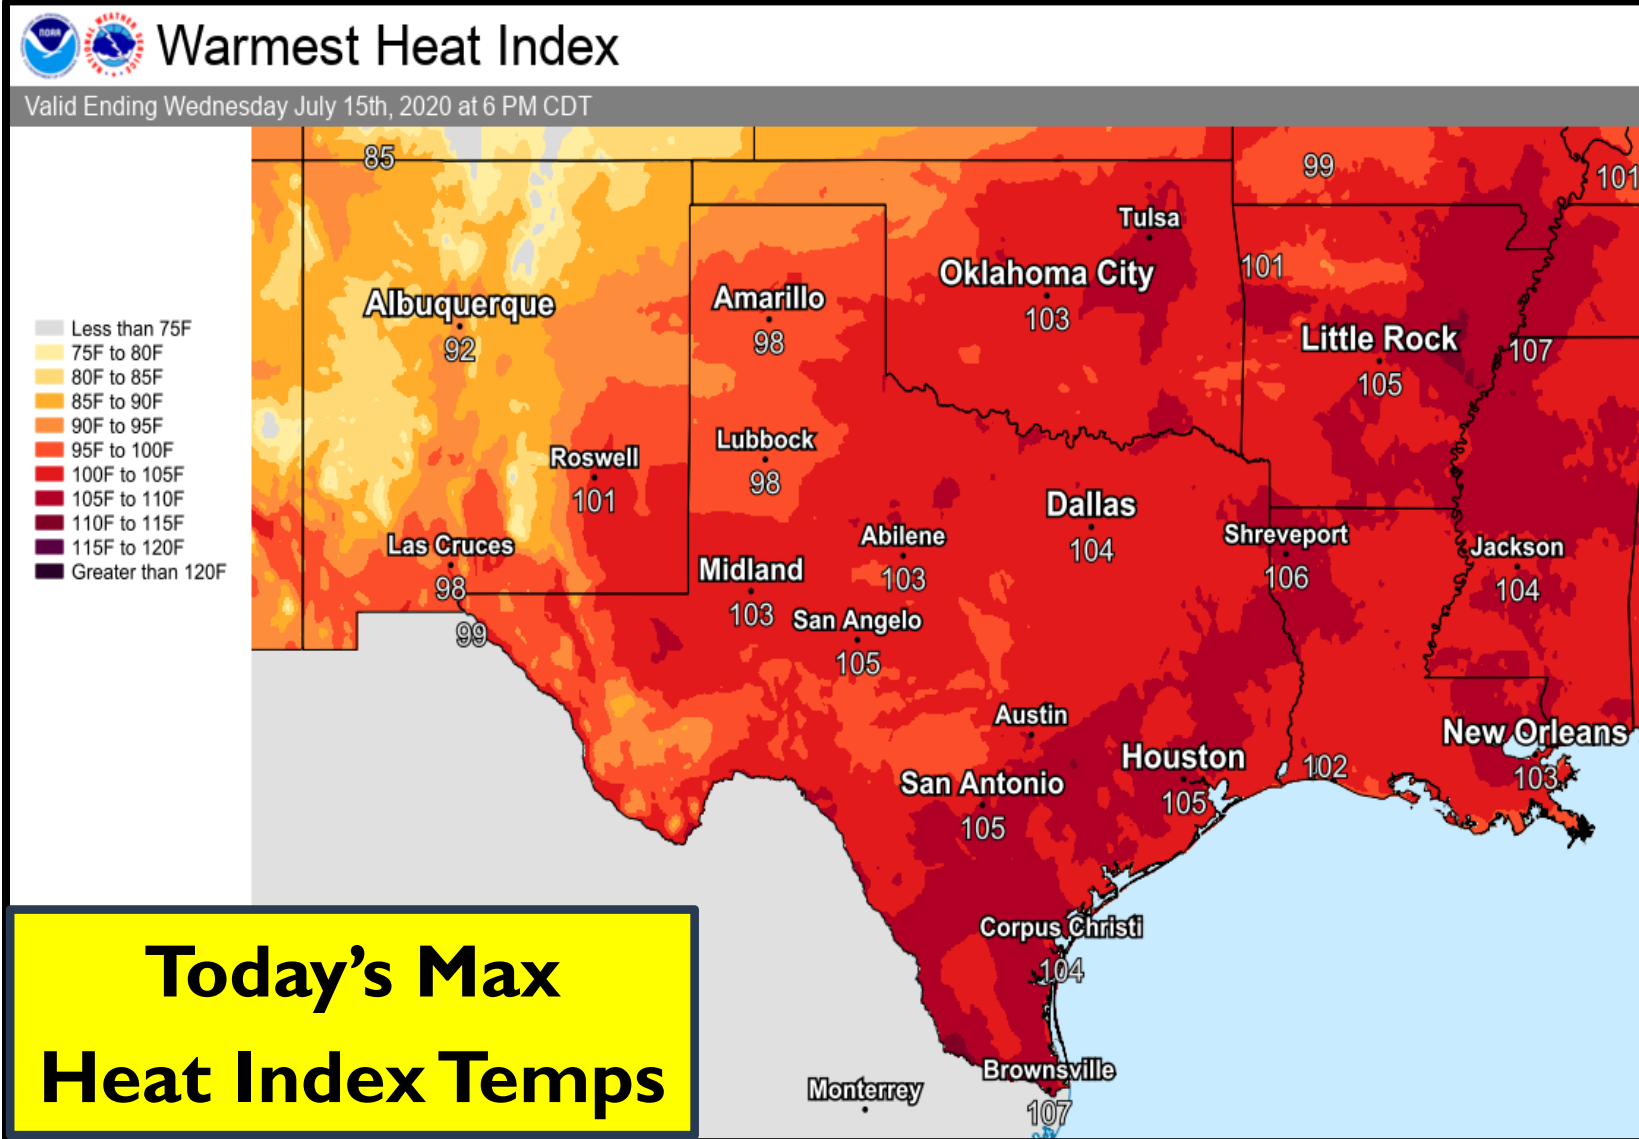 Warmest Heat Index
Valid Ending Wednesday July 15th, 2020 at 6 PM CDT
Less than 75F
75F to 80F
80F to 85F
85F to 90F
90F to 95F
95F to 100F
100F to 105F
105F to 110F
110F to 115F
115F to 120F
Greater than 120F
85
99
101
Tulsa
Oklahoma City
103
101
Albuquerque
92
Amarillo
98
Little Rock
105
107
Lubbock
98
Roswell
101
Dallas
104
Abilene
103
Shreveport
106
Jackson
104
Las Cruces
98
99
Midland
103
San Angelo
105
Austin
Houston
105
102
New Orleans
103
San Antonio
105
Corpus Christi
104
Brownsville
107
Monterrey
Today's Max
Heat Index Temps